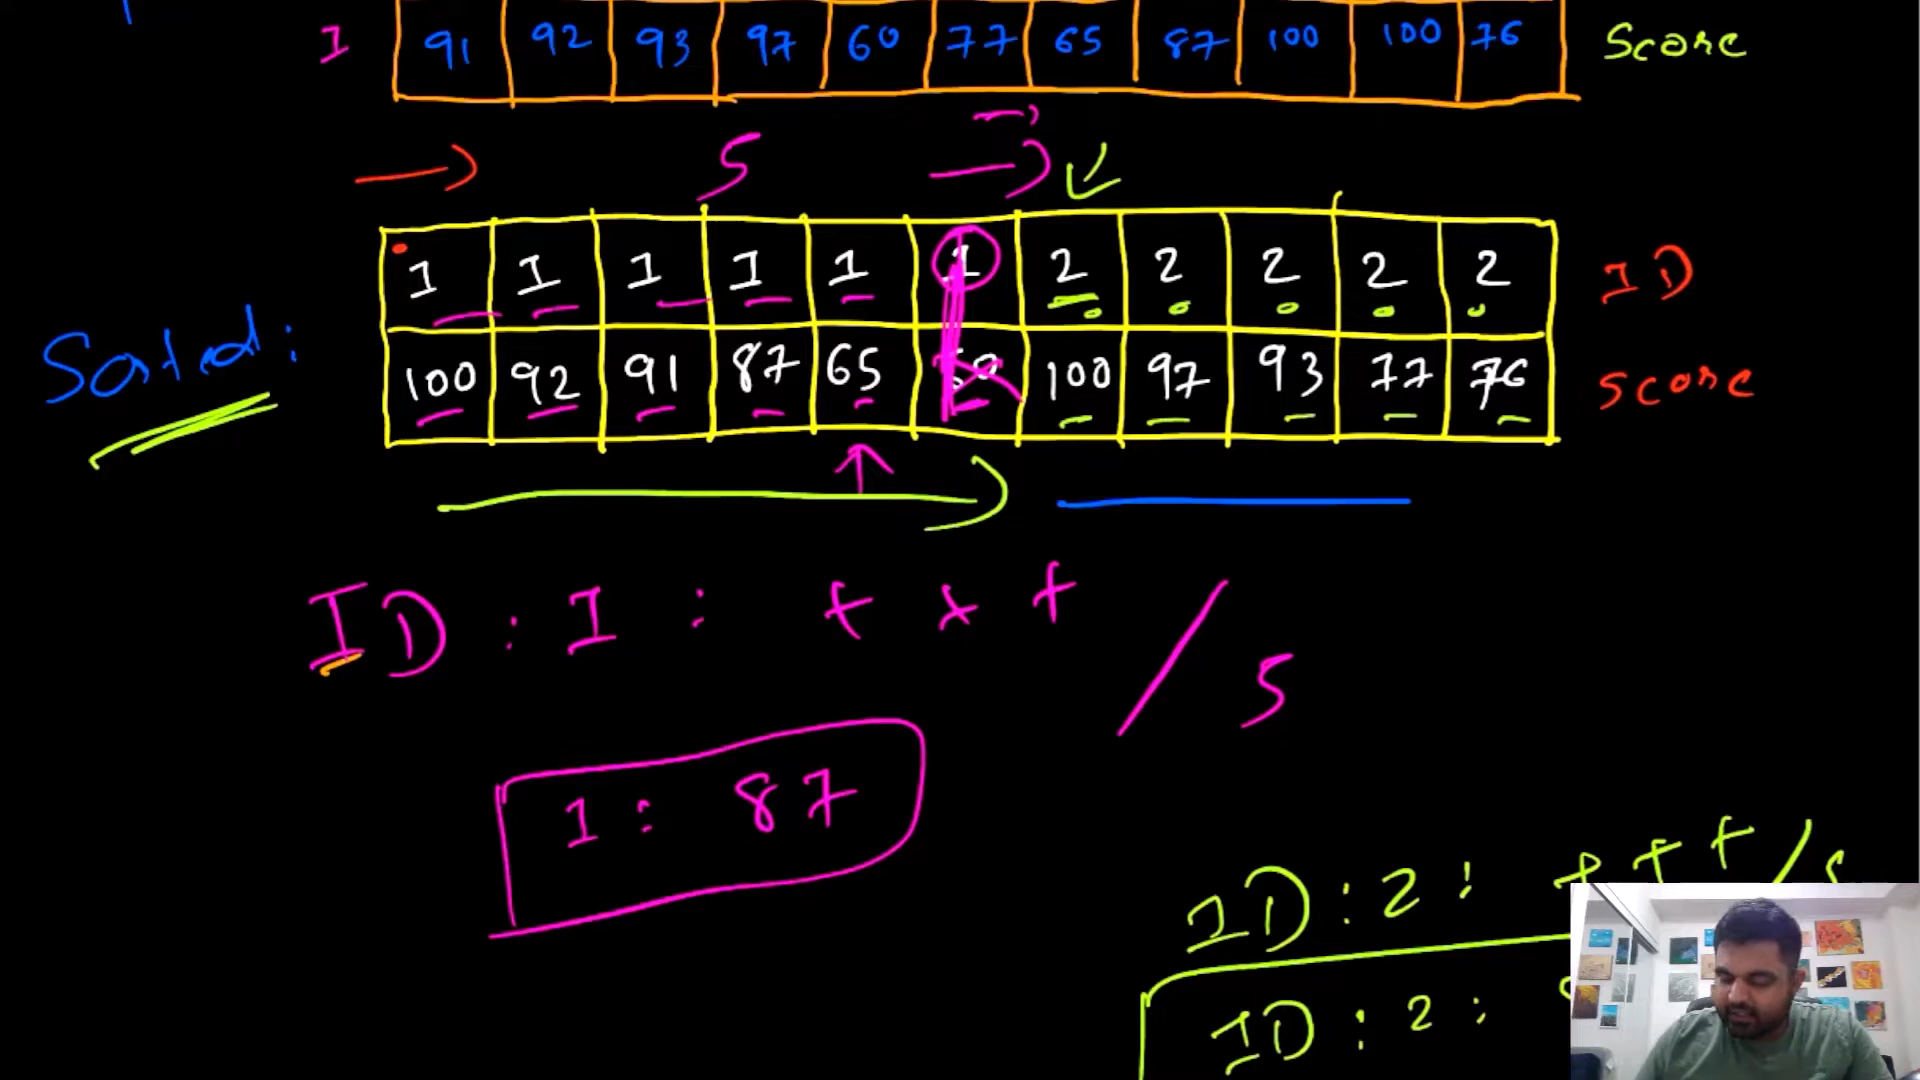 I 91 92 93 97 60 77 65 87 100 100 76 Score
5
1 1 1 1 1 1 2 2 2 2 2 ID
Sorted:
100 92 91 87 65 60 100 97 93 77 76 Score
ID : 1 : + + + / 5
1 : 87
ID : 2 : + + + /
ID : 2 :